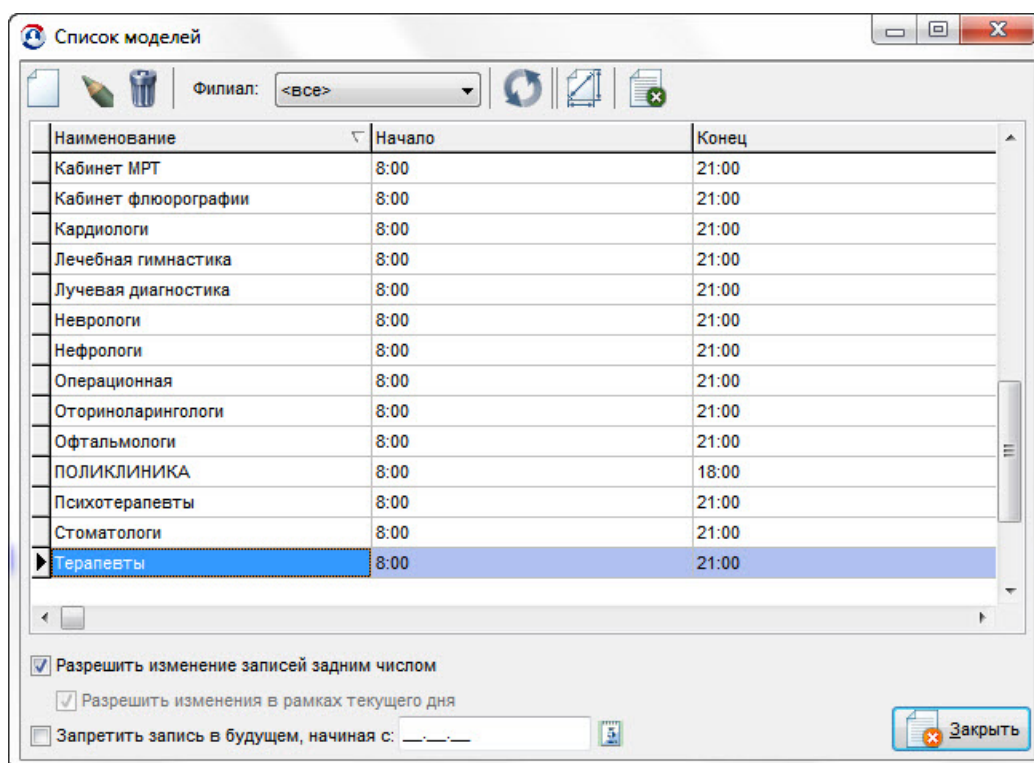 Список моделей
Филиал: <все>
Наименование Начало Конец
Кабинет МРТ 8:00 21:00
Кабинет флюорографии 8:00 21:00
Кардиологи 8:00 21:00
Лечебная гимнастика 8:00 21:00
Лучевая диагностика 8:00 21:00
Неврологи 8:00 21:00
Нефрологи 8:00 21:00
Операционная 8:00 21:00
Оториноларингологи 8:00 21:00
Офтальмологи 8:00 21:00
ПОЛИКЛИНИКА 8:00 18:00
Психотерапевты 8:00 21:00
Стоматологи 8:00 21:00
Терапевты 8:00 21:00
Разрешить изменение записей задним числом
Разрешить изменения в рамках текущего дня
Запретить запись в будущем, начиная с: __.__.__
Закрыть